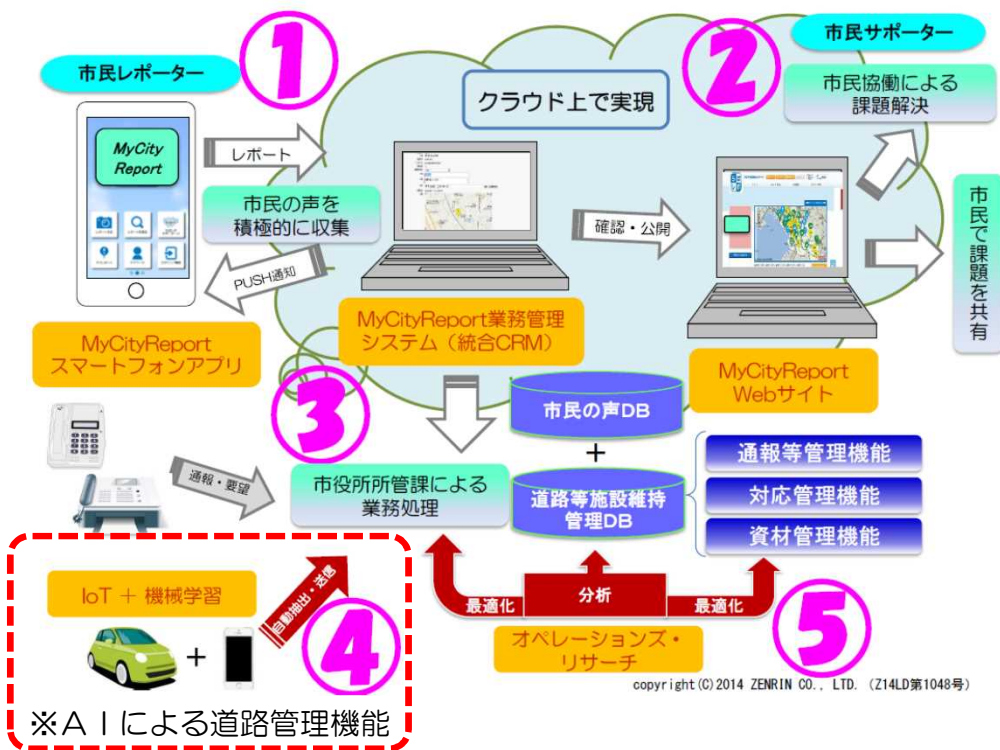 ①
市民レポーター
MyCity
Report
レポート
市民の声を
積極的に収集
PUSH通知
MyCityReport
スマートフォンアプリ
クラウド上で実現
MyCityReport業務管理
システム（統合CRM）
確認・公開
②
市民サポーター
市民協働による
課題解決
市民で課題を共有
MyCityReport
Webサイト
③
通報・要望
市役所所管課による
業務処理
市民の声DB
+
道路等施設維持
管理DB
通報等管理機能
対応管理機能
資材管理機能
IoT + 機械学習
+
自動抽出・送信
④
※AIによる道路管理機能
最適化
分析
最適化
オペレーションズ・
リサーチ
⑤
copyright(C)2014 ZENRIN CO., LTD. (Z14LD第1048号)